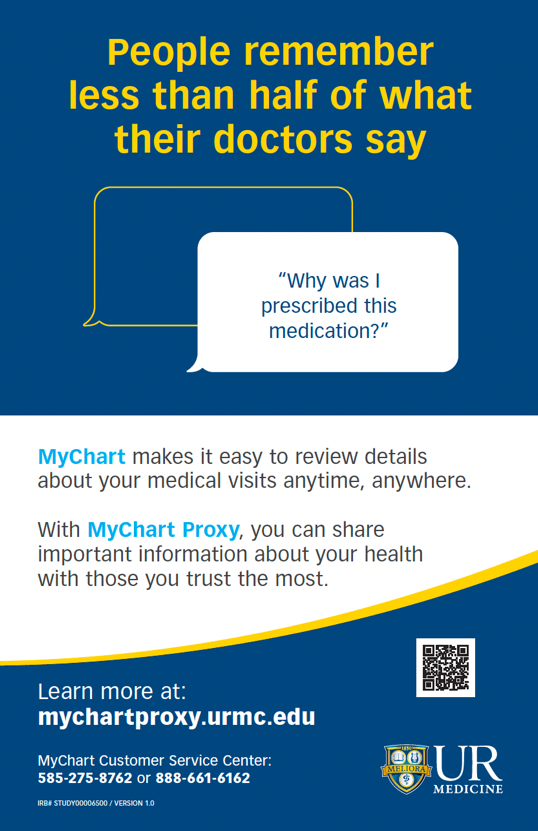 People remember
less than half of what
their doctors say
“Why was I
prescribed this
medication?”
MyChart makes it easy to review details
about your medical visits anytime, anywhere.
With MyChart Proxy, you can share
important information about your health
with those you trust the most.
Learn more at:
mychartproxy.urmc.edu
MyChart Customer Service Center:
585-275-8762 or 888-661-6162
IRB# STUDY00006500 / VERSION 1.0
MELIORA
UR
MEDICINE